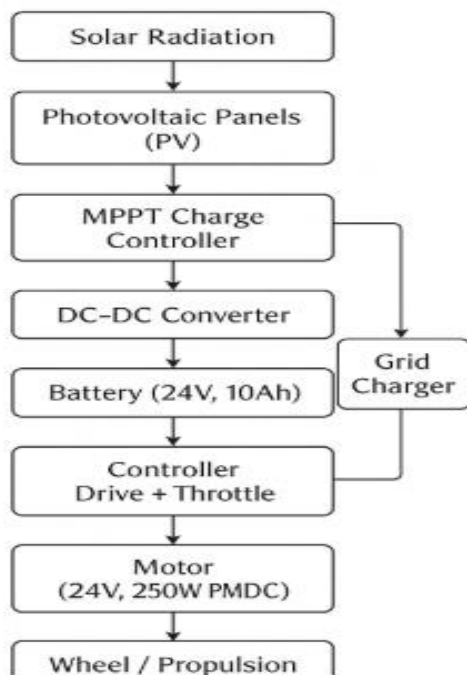 Solar Radiation
Photovoltaic Panels
(PV)
MPPT Charge
Controller
DC–DC Converter
Grid
Charger
Battery (24V, 10Ah)
Controller
Drive + Throttle
Motor
(24V, 250W PMDC)
Wheel / Propulsion